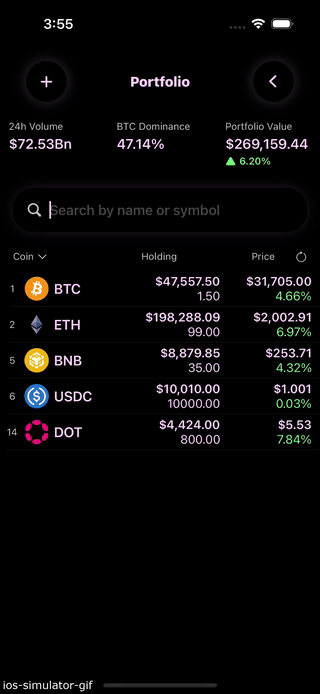 3:55
Portfolio
24h Volume BTC Dominance Portfolio Value
$72.53Bn 47.14% $269,159.44
6.20%
Search by name or symbol
Coin Holding Price
1 BTC $47,557.50 $31,705.00
1.50 4.66%
2 ETH $198,288.09 $2,002.91
99.00 6.97%
5 BNB $8,879.85 $253.71
35.00 4.32%
6 USDC $10,010.00 $1.001
10000.00 0.03%
14 DOT $4,424.00 $5.53
800.00 7.84%
ios-simulator-gif